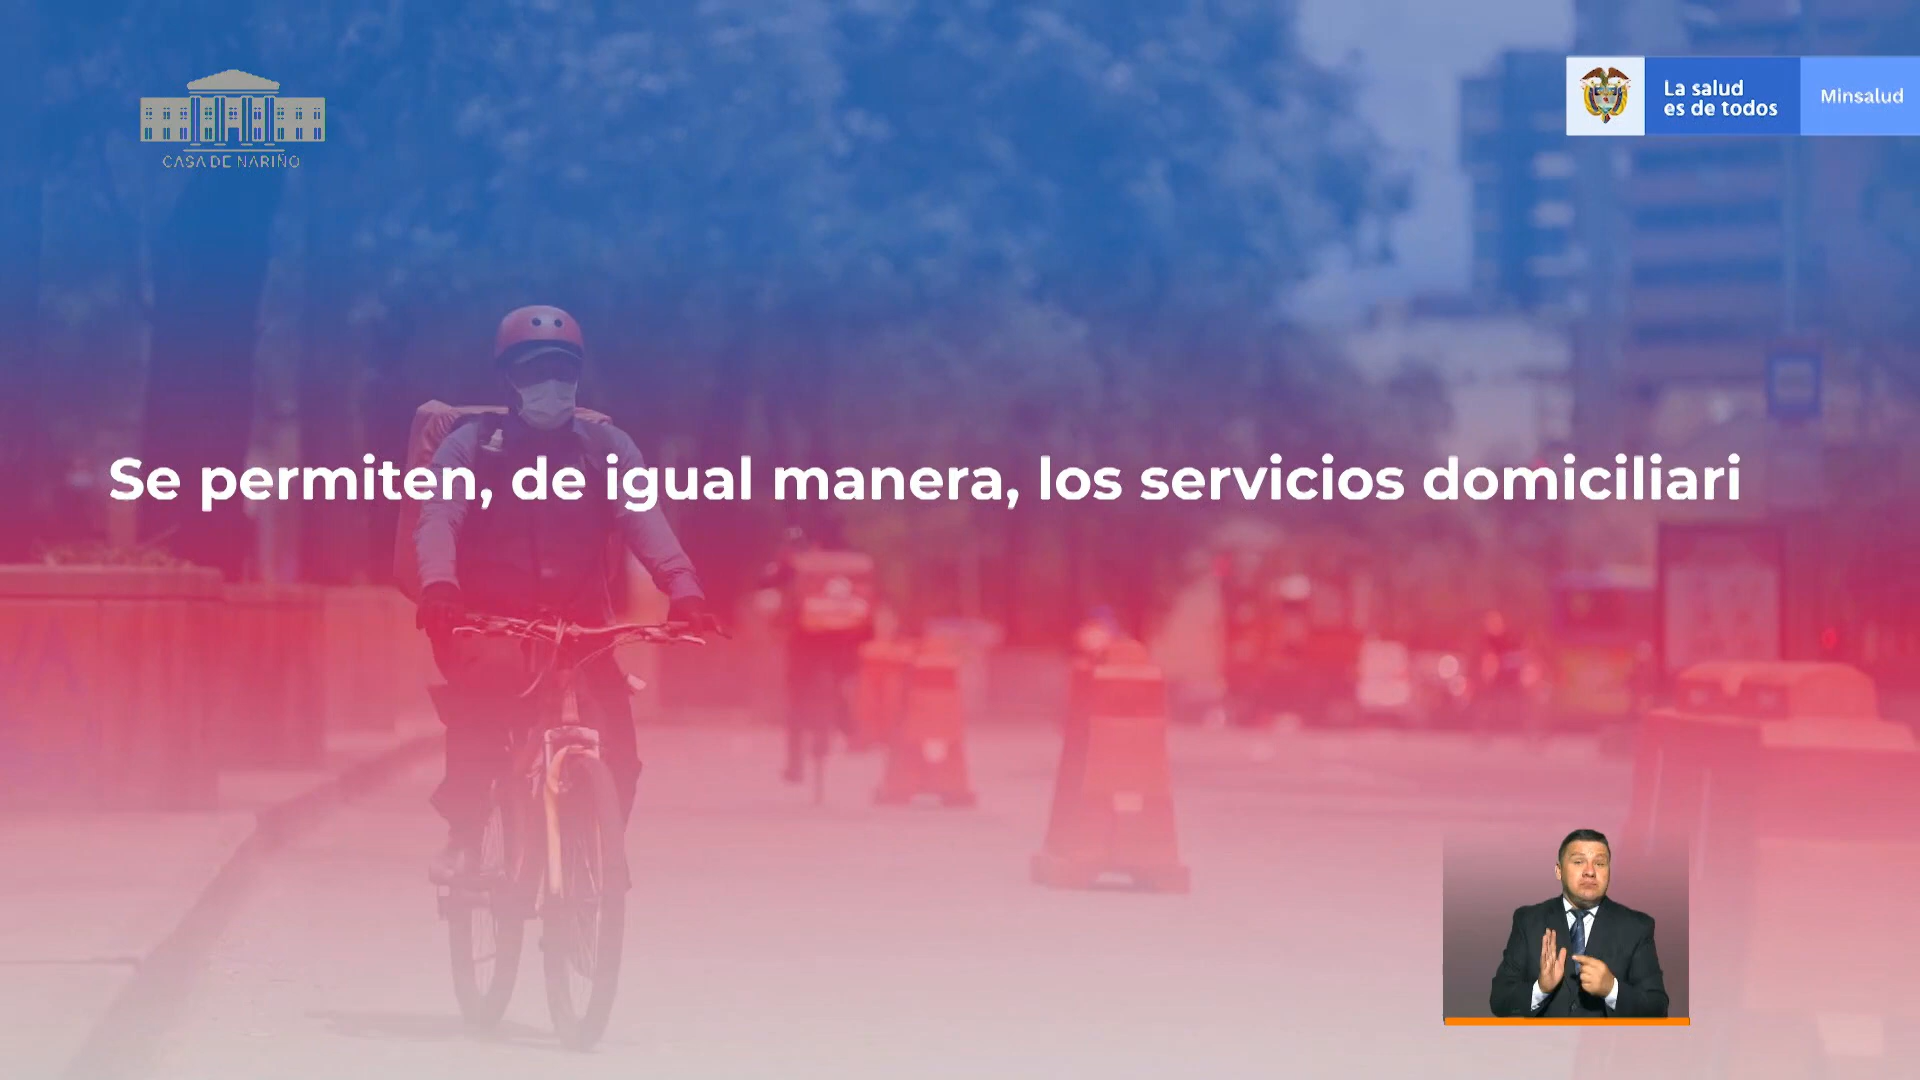 CASA DE NARIÑO
La salud
es de todos
Minsalud
Se permiten, de igual manera, los servicios domiciliari